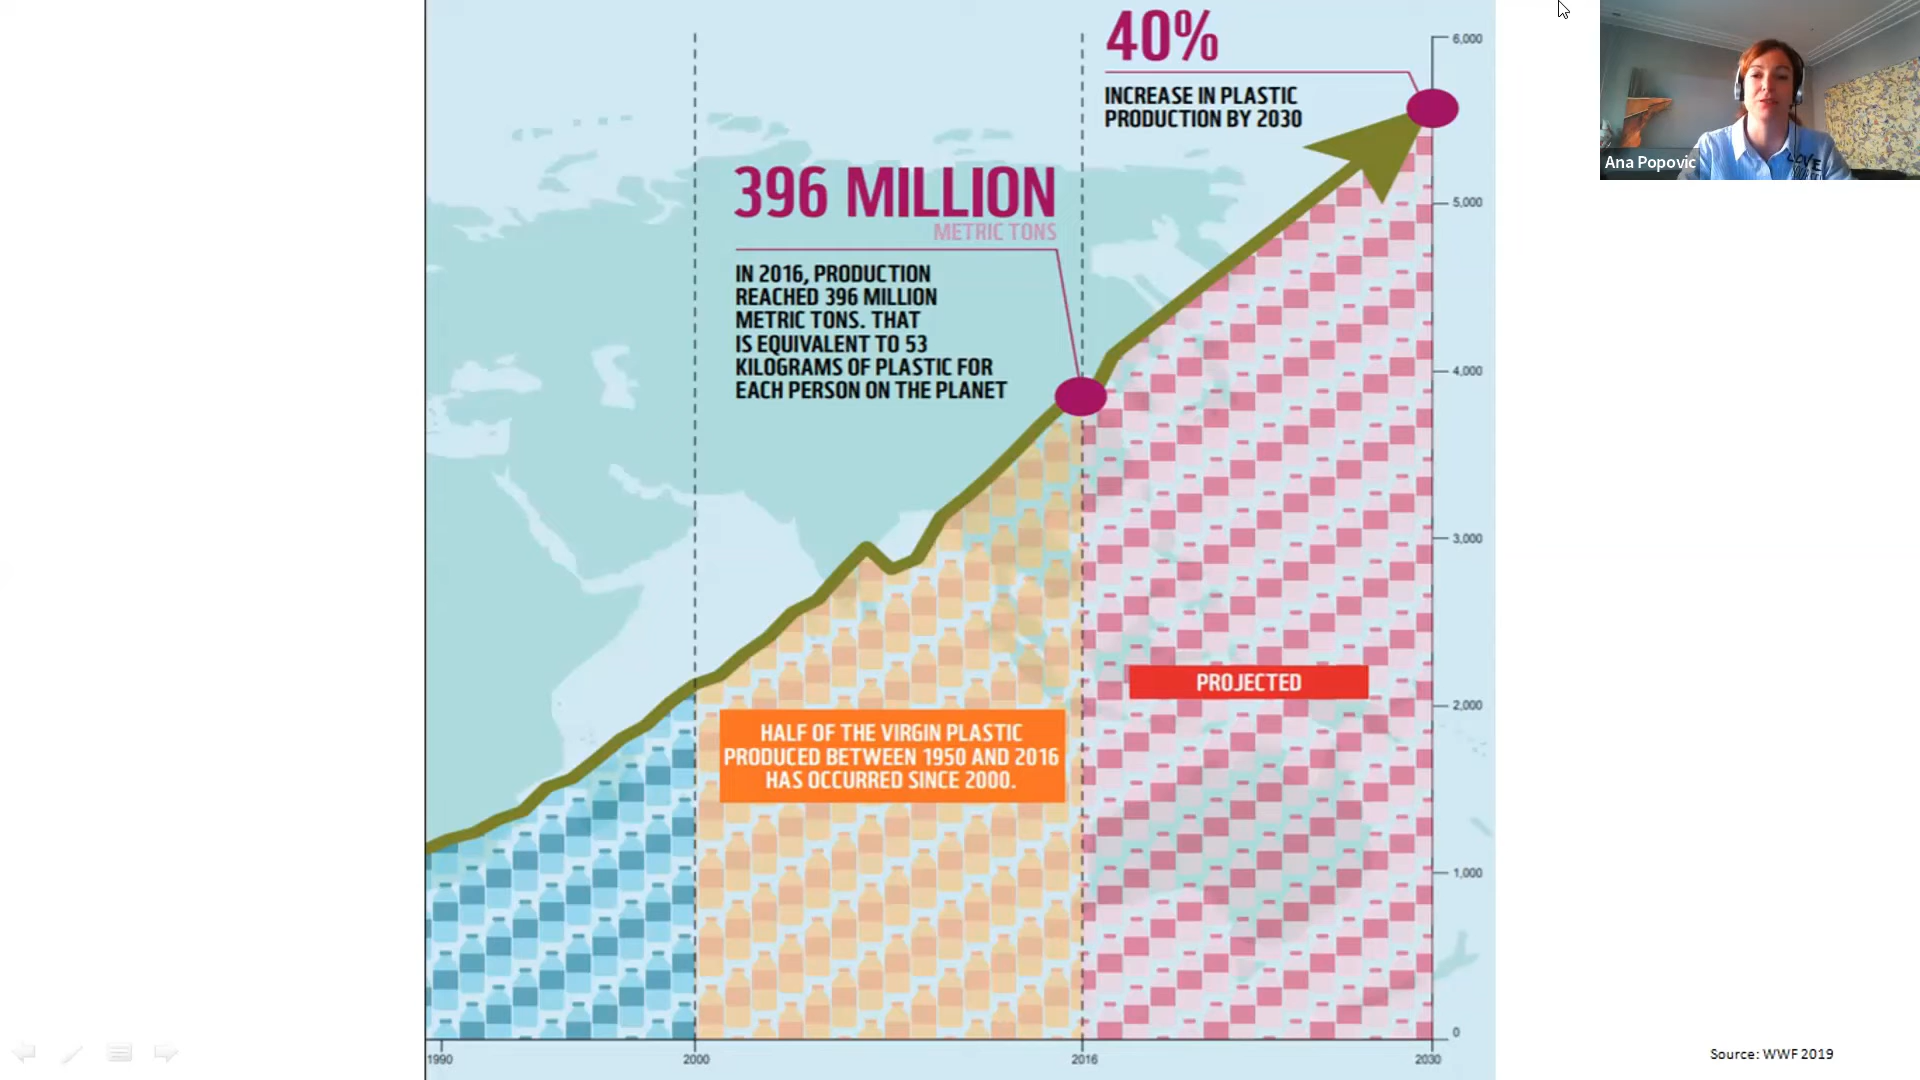 40%
INCREASE IN PLASTIC
PRODUCTION BY 2030
396 MILLION
METRIC TONS
IN 2016, PRODUCTION
REACHED 396 MILLION
METRIC TONS. THAT
IS EQUIVALENT TO 53
KILOGRAMS OF PLASTIC FOR
EACH PERSON ON THE PLANET
HALF OF THE VIRGIN PLASTIC
PRODUCED BETWEEN 1950 AND 2016
HAS OCCURRED SINCE 2000.
PROJECTED
6,000
5,000
4,000
3,000
2,000
1,000
0
1990
2000
2016
2030
Ana Popovic
LOVE
Source: WWF 2019